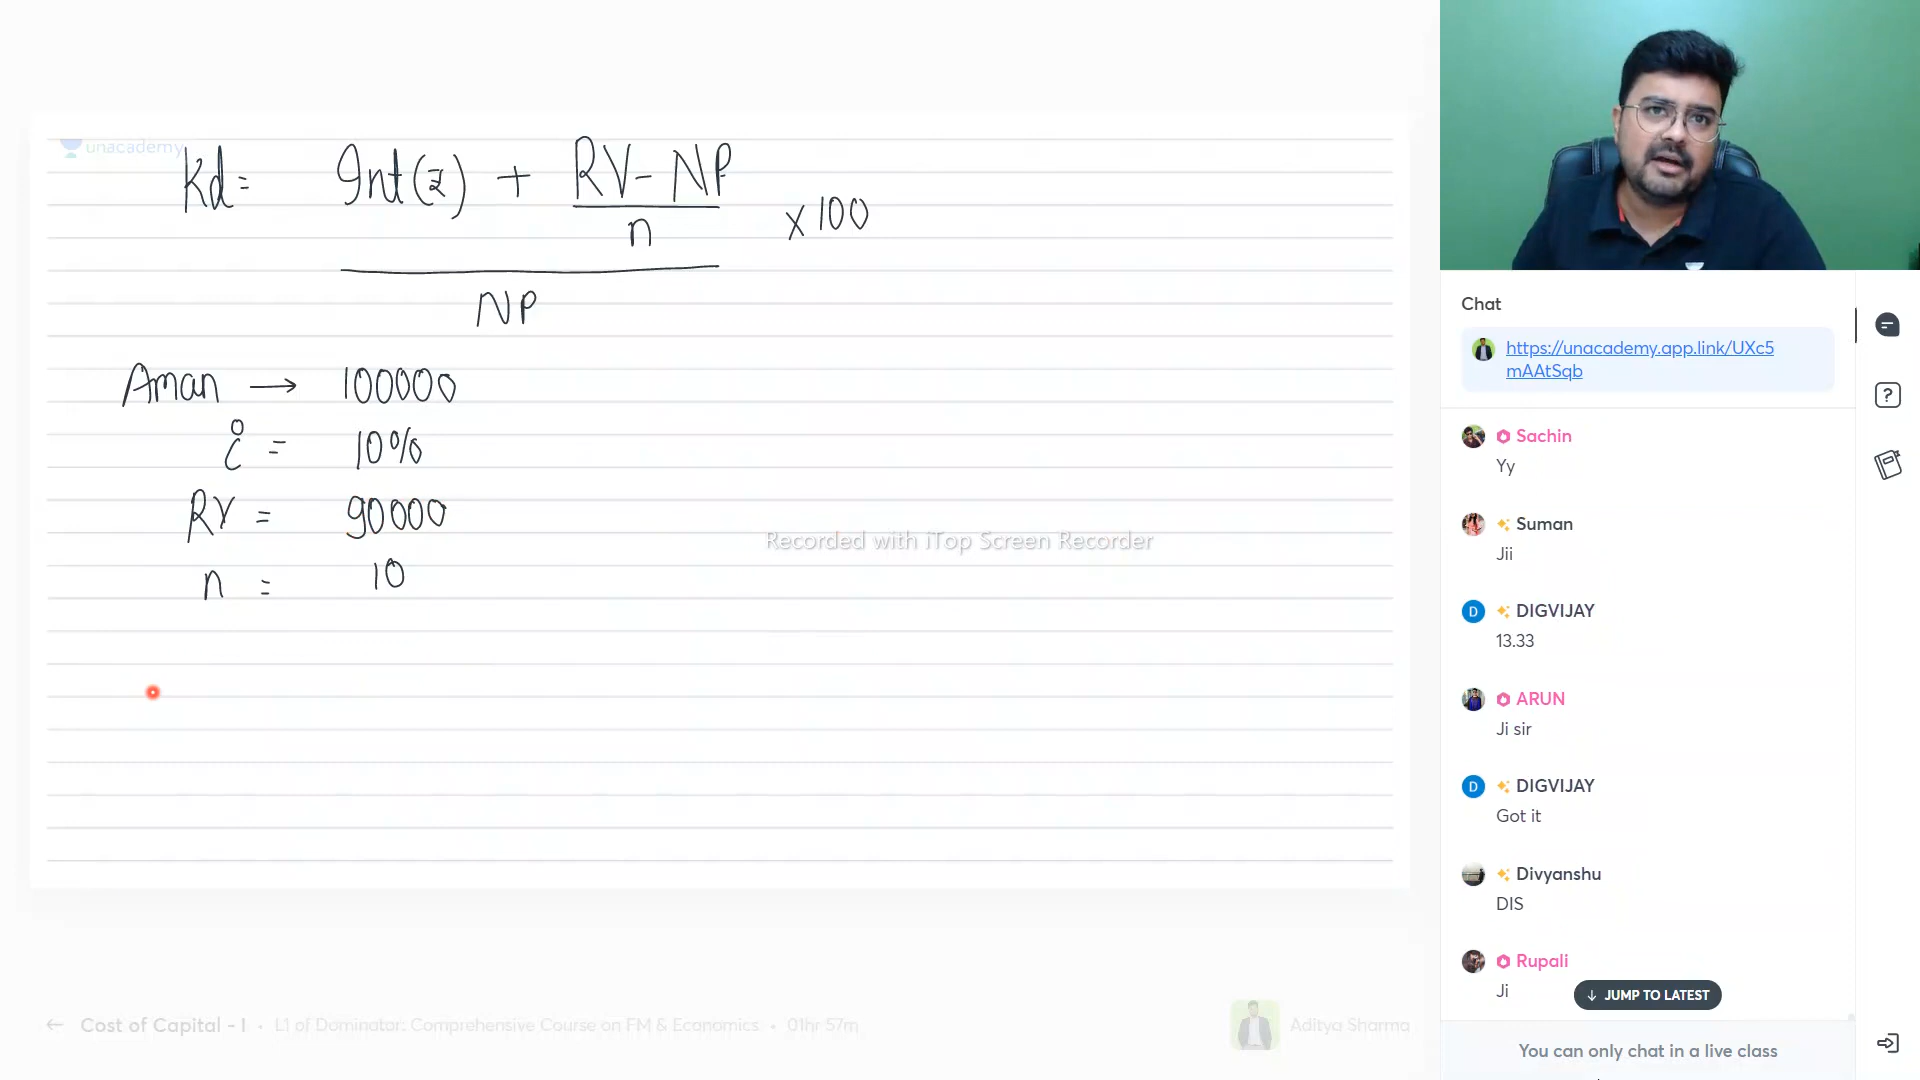 unacademy
Kd = Int(₹) + RV - NP
n
x 100
NP
Aman → 100000
i = 10%
RV = 90000
n = 10
Recorded with iTop Screen Recorder
← Cost of Capital - I • L1 of Dominator: Comprehensive Course on FM & Economics • 01hr 57m
Aditya Sharma
Chat
https://unacademy.app.link/UXc5
mAAtSqb
Sachin
Yy
Suman
Jii
D DIGVIJAY
13.33
ARUN
Ji sir
D DIGVIJAY
Got it
Divyanshu
DIS
Rupali
Ji
↓ JUMP TO LATEST
You can only chat in a live class
?